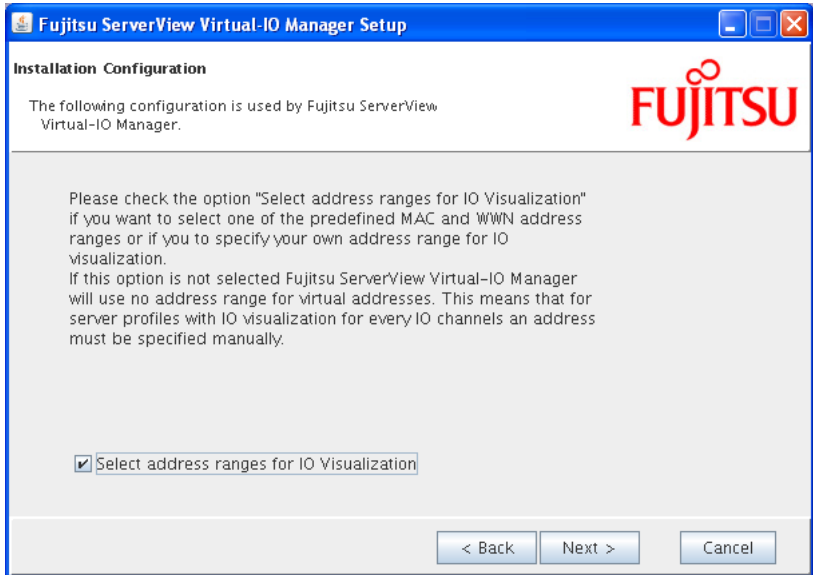 Fujitsu ServerView Virtual-IO Manager Setup
Installation Configuration
The following configuration is used by Fujitsu ServerView
Virtual-IO Manager.
FUJITSU
Please check the option "Select address ranges for IO Visualization"
if you want to select one of the predefined MAC and WWN address
ranges or if you to specify your own address range for IO
visualization.
If this option is not selected Fujitsu ServerView Virtual-IO Manager
will use no address range for virtual addresses. This means that for
server profiles with IO visualization for every IO channels an address
must be specified manually.
Select address ranges for IO Visualization
< Back
Next >
Cancel